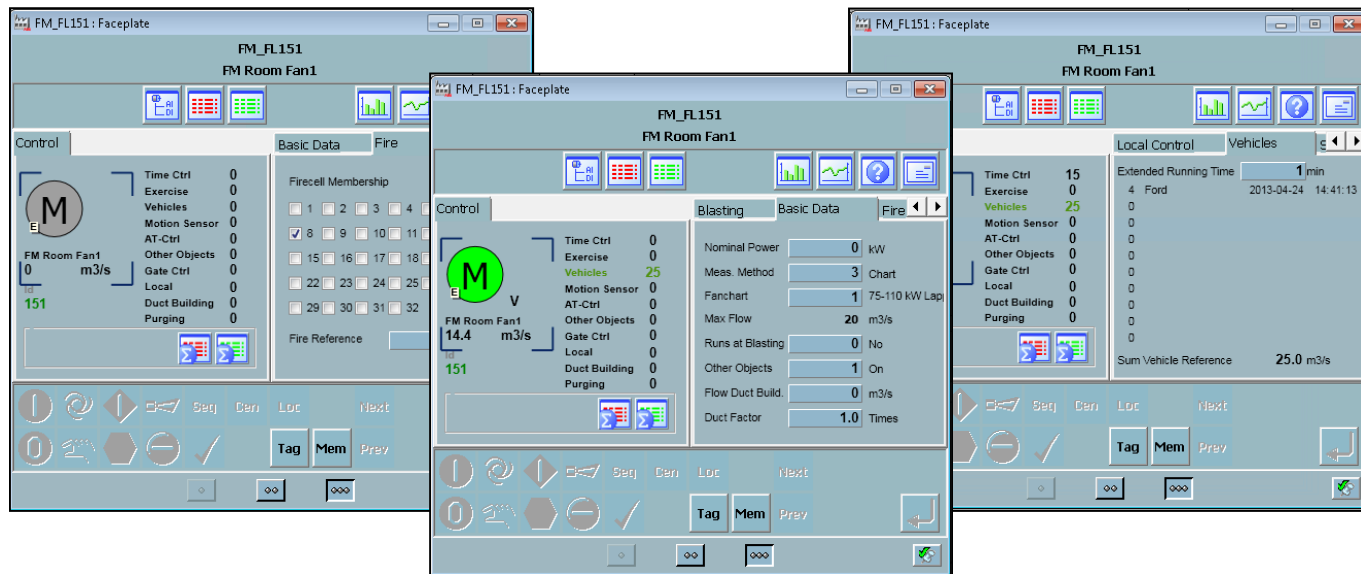 FM_FL151 : Faceplate
FM_FL151
FM Room Fan1
Control
Basic Data Fire
M
E
FM Room Fan1
0 m3/s
Id
151
Time Ctrl 0
Exercise 0
Vehicles 0
Motion Sensor 0
AT-Ctrl 0
Other Objects 0
Gate Ctrl 0
Local 0
Duct Building 0
Purging 0
Firecell Membership
1 2 3 4
8 9 10 11
15 16 17 18
22 23 24 25
29 30 31 32
Fire Reference
Seq Cen Loc Next
Tag Mem Prev
FM_FL151 : Faceplate
FM_FL151
FM Room Fan1
AI
DI
Control
Blasting Basic Data Fire
M
E
V
FM Room Fan1
14.4 m3/s
Id
151
Time Ctrl 0
Exercise 0
Vehicles 25
Motion Sensor 0
AT-Ctrl 0
Other Objects 0
Gate Ctrl 0
Local 0
Duct Building 0
Purging 0
Nominal Power 0 kW
Meas. Method 3 Chart
Fanchart 1 75-110 kW Lap
Max Flow 20 m3/s
Runs at Blasting 0 No
Other Objects 1 On
Flow Duct Build. 0 m3/s
Duct Factor 1.0 Times
Seq Cen Loc Next
Tag Mem Prev
FM_FL151 : Faceplate
FM_FL151
FM Room Fan1
AI
DI
Local Control Vehicles
Time Ctrl 15
Exercise 0
Vehicles 25
Motion Sensor 0
AT-Ctrl 0
Other Objects 0
Gate Ctrl 0
Local 0
Duct Building 0
Purging 0
Extended Running Time 1 min
4 Ford 2013-04-24 14:41:13
0
0
0
0
0
0
0
0
0
Sum Vehicle Reference 25.0 m3/s
Seq Cen Loc Next
Tag Mem Prev